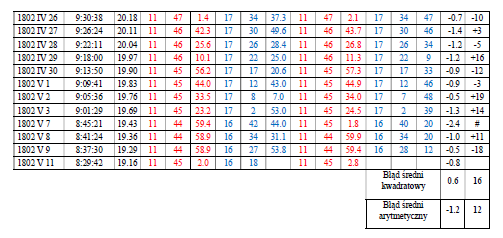 1802 IV 26 9:30:38 20.18 11 47 1.4 17 34 37.3 11 47 2.1 17 34 47 -0.7 -10
1802 IV 27 9:26:24 20.11 11 46 42.3 17 30 49.6 11 46 43.7 17 30 46 -1.4 +3
1802 IV 28 9:22:11 20.04 11 46 25.6 17 26 28.4 11 46 26.8 17 26 34 -1.2 -5
1802 IV 29 9:18:00 19.97 11 46 10.1 17 22 25.0 11 46 11.3 17 22 9 -1.2 +16
1802 IV 30 9:13:50 19.90 11 45 56.2 17 17 20.6 11 45 57.3 17 17 33 -0.9 -12
1802 V 1 9:09:41 19.83 11 45 44.0 17 12 43.0 11 45 44.9 17 12 46 -0.9 -3
1802 V 2 9:05:36 19.76 11 45 33.5 17 8 7.0 11 45 34.0 17 7 48 -0.5 +19
1802 V 3 9:01:29 19.69 11 45 23.2 17 2 53.0 11 45 24.5 17 2 39 -1.3 +14
1802 V 7 8:45:21 19.43 11 44 59.4 16 42 44.0 11 45 1.8 16 40 20 -2.4 #
1802 V 8 8:41:24 19.36 11 44 58.9 16 34 31.1 11 44 59.9 16 34 20 -1.0 +11
1802 V 9 8:37:30 19.29 11 44 58.9 16 27 53.8 11 44 59.4 16 28 12 -0.5 -18
1802 V 11 8:29:42 19.16 11 45 2.0 16 18 11 45 2.8 -0.8
Błąd średni
kwadratowy 0.6 16
Błąd średni
arytmetyczny -1.2 12